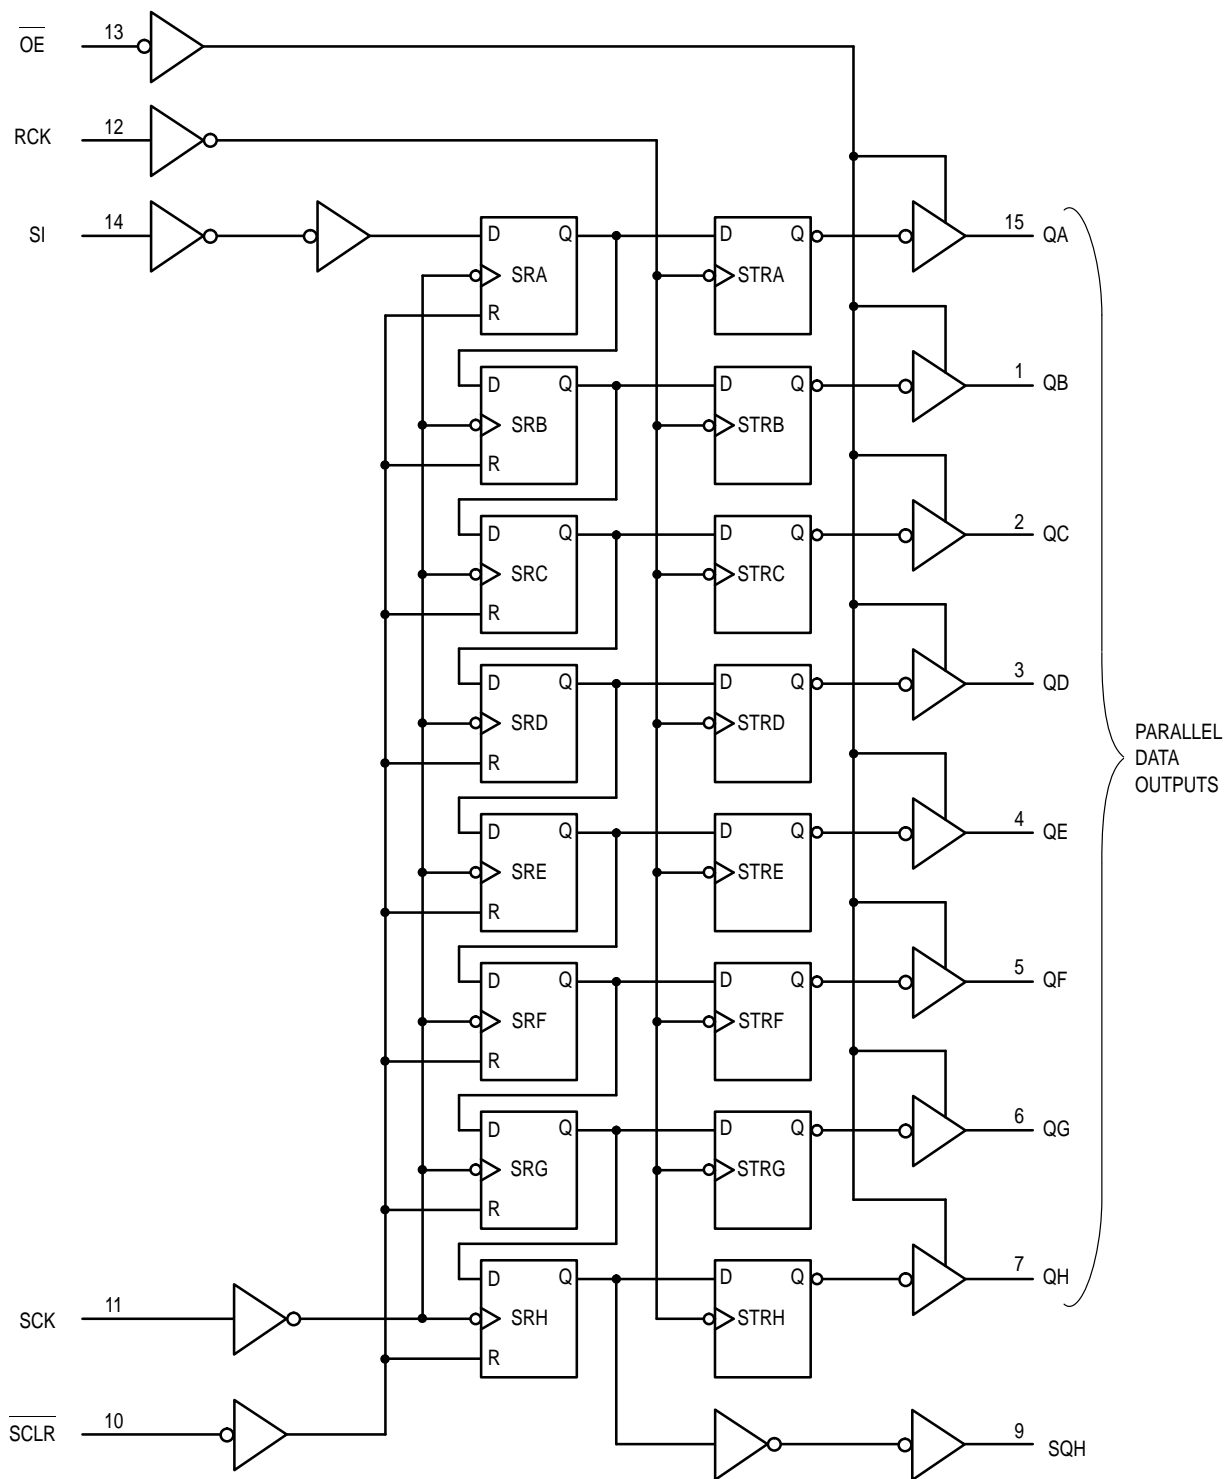 OE 13
RCK 12
SI 14
D Q
SRA
R
D Q
STRA
15 QA
D Q
SRB
R
D Q
STRB
1 QB
D Q
SRC
R
D Q
STRC
2 QC
D Q
SRD
R
D Q
STRD
3 QD
PARALLEL
DATA
OUTPUTS
D Q
SRE
R
D Q
STRE
4 QE
D Q
SRF
R
D Q
STRF
5 QF
D Q
SRG
R
D Q
STRG
6 QG
SCK 11
D Q
SRH
R
D Q
STRH
7 QH
SCLR 10
9 SQH